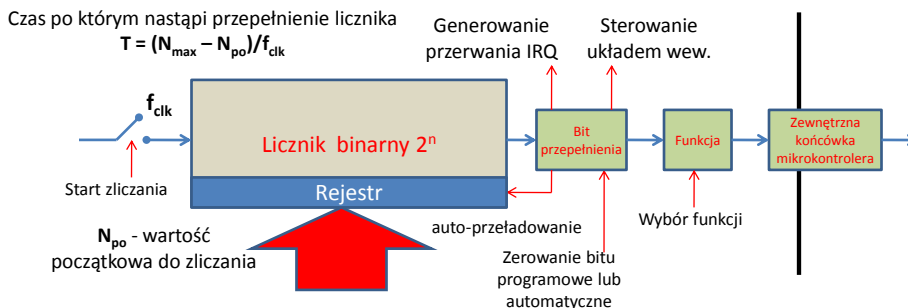 Czas po którym nastąpi przepełnienie licznika
T = (Nmax – Npo)/fclk
Generowanie
przerwania IRQ
Sterowanie
układem wew.
fclk
Licznik binarny 2ⁿ
Rejestr
Bit
przepełnienia
Funkcja
Zewnętrzna
końcówka
mikrokontrolera
Start zliczania
auto-przeładowanie
Wybór funkcji
Npo - wartość
początkowa do zliczania
Zerowanie bitu
programowe lub
automatyczne